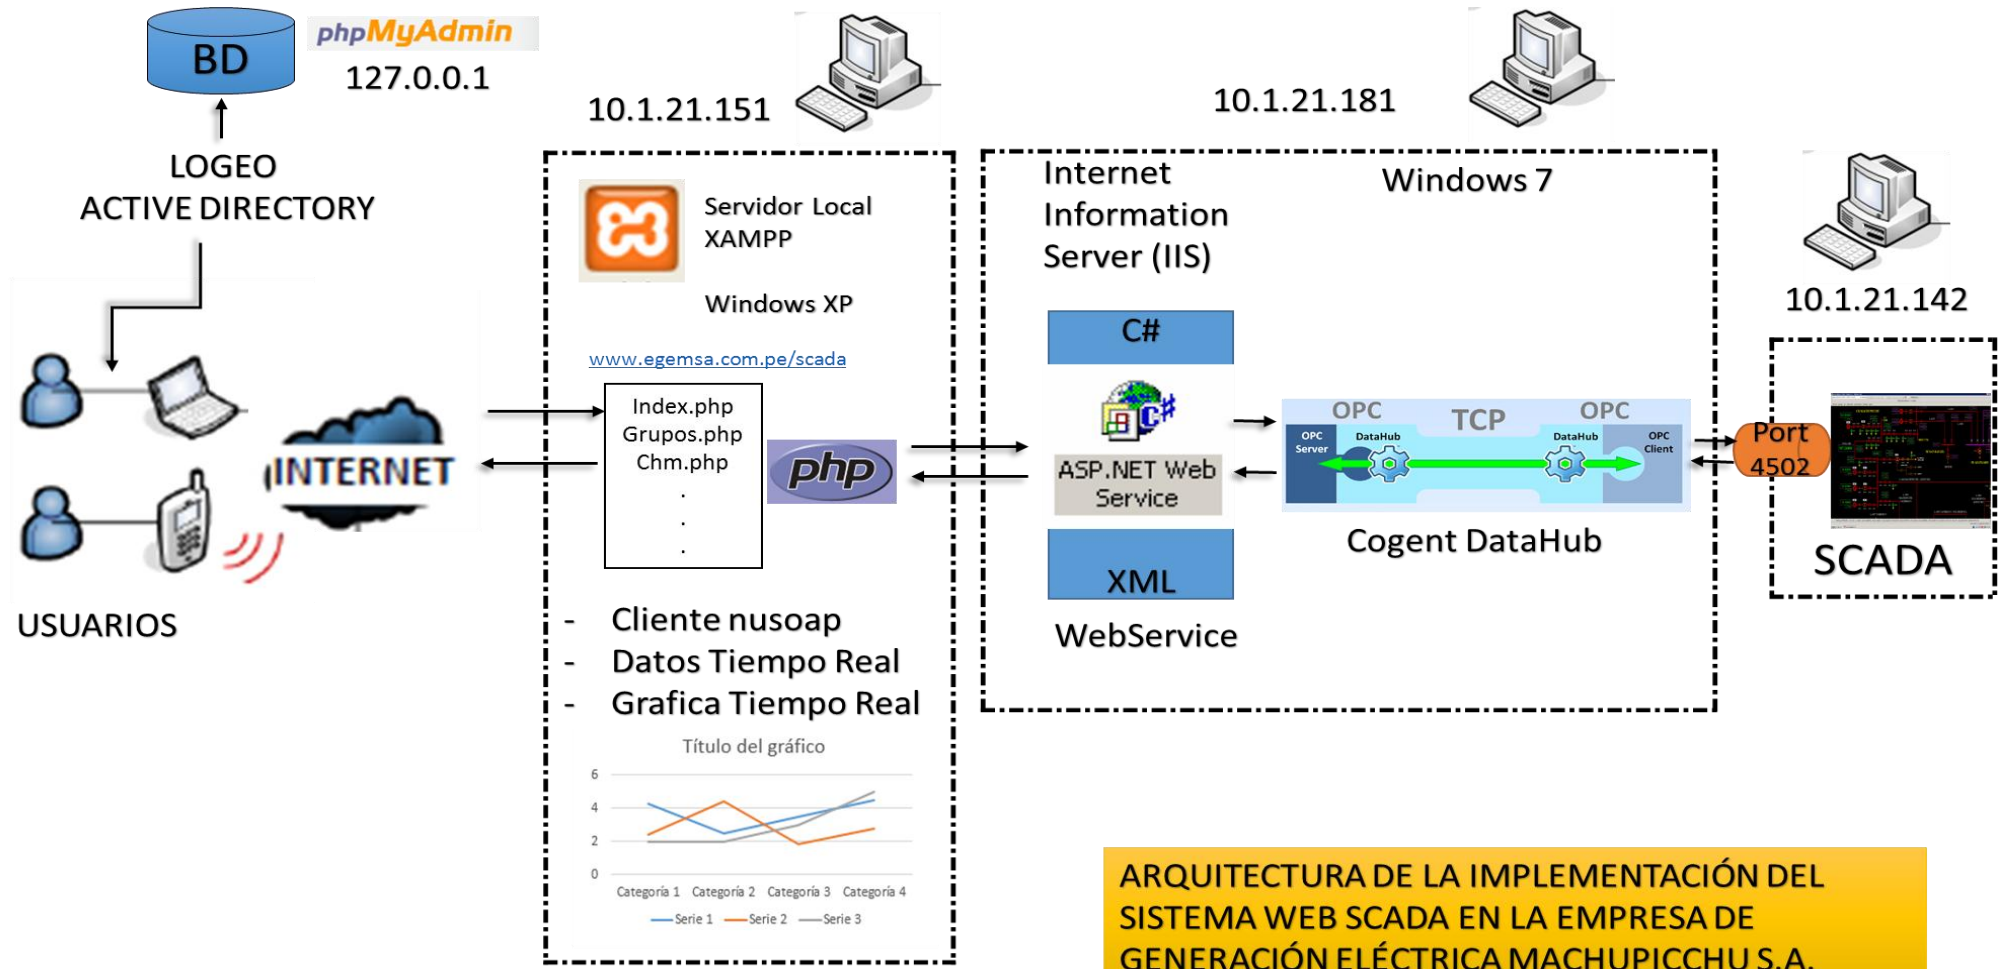 BD
phpMyAdmin
127.0.0.1
LOGEO
ACTIVE DIRECTORY
USUARIOS
INTERNET
10.1.21.151
Servidor Local
XAMPP
Windows XP
www.egemsa.com.pe/scada
Index.php
Grupos.php
Chm.php
.
.
.
php
- Cliente nusoap
- Datos Tiempo Real
- Grafica Tiempo Real
Título del gráfico
6
4
2
0
Categoría 1 Categoría 2 Categoría 3 Categoría 4
Serie 1 Serie 2 Serie 3
10.1.21.181
Internet
Information
Server (IIS)
Windows 7
C#
C#
ASP.NET Web
Service
XML
WebService
OPC TCP OPC
OPC
Server
DataHub
DataHub
OPC
Client
Cogent DataHub
10.1.21.142
Port
4502
SCADA
ARQUITECTURA DE LA IMPLEMENTACIÓN DEL
SISTEMA WEB SCADA EN LA EMPRESA DE
GENERACIÓN ELÉCTRICA MACHUPICCHU S.A.